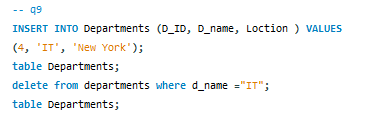 -- q9
INSERT INTO Departments (D_ID, D_name, Loction ) VALUES
(4, 'IT', 'New York');
table Departments;
delete from departments where d_name ="IT";
table Departments;